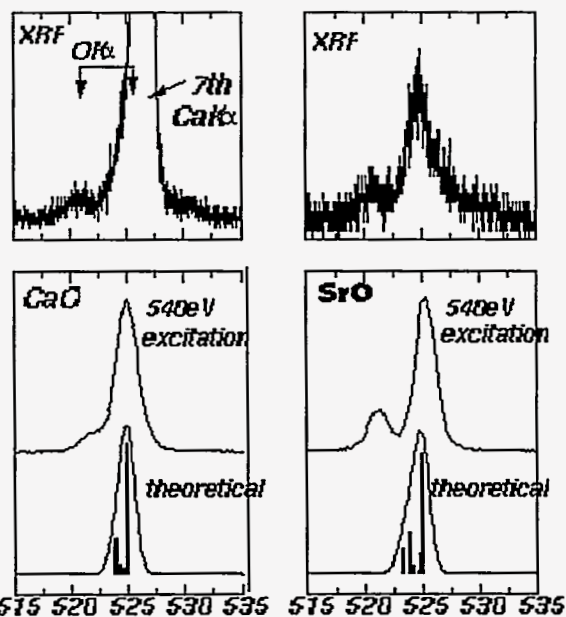 XRF
OKα
7th
CaKα
XRF
CaO
540eV
excitation
theoretical
SrO
540eV
excitation
theoretical
515 520 525 530 535
515 520 525 530 535